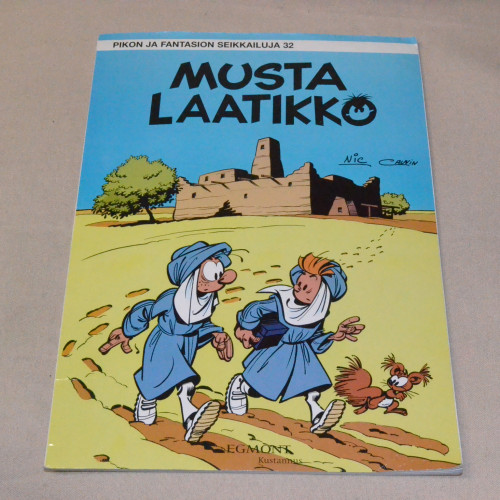 PIKON JA FANTASION SEIKKAILUJA 32
MUSTA
LAATIKKO
Nic Cauvin
EGMONT
Kustannus